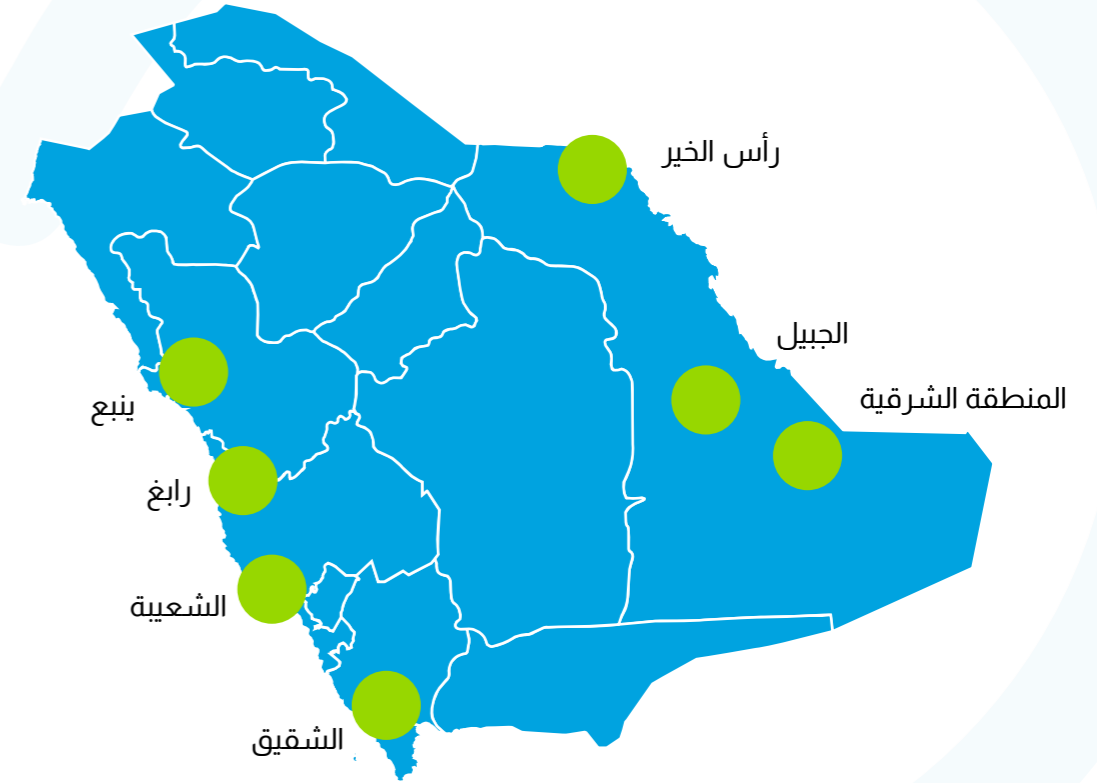 رأس الخير
الجبيل
المنطقة الشرقية
ينبع
رابغ
الشعيبة
الشقيق